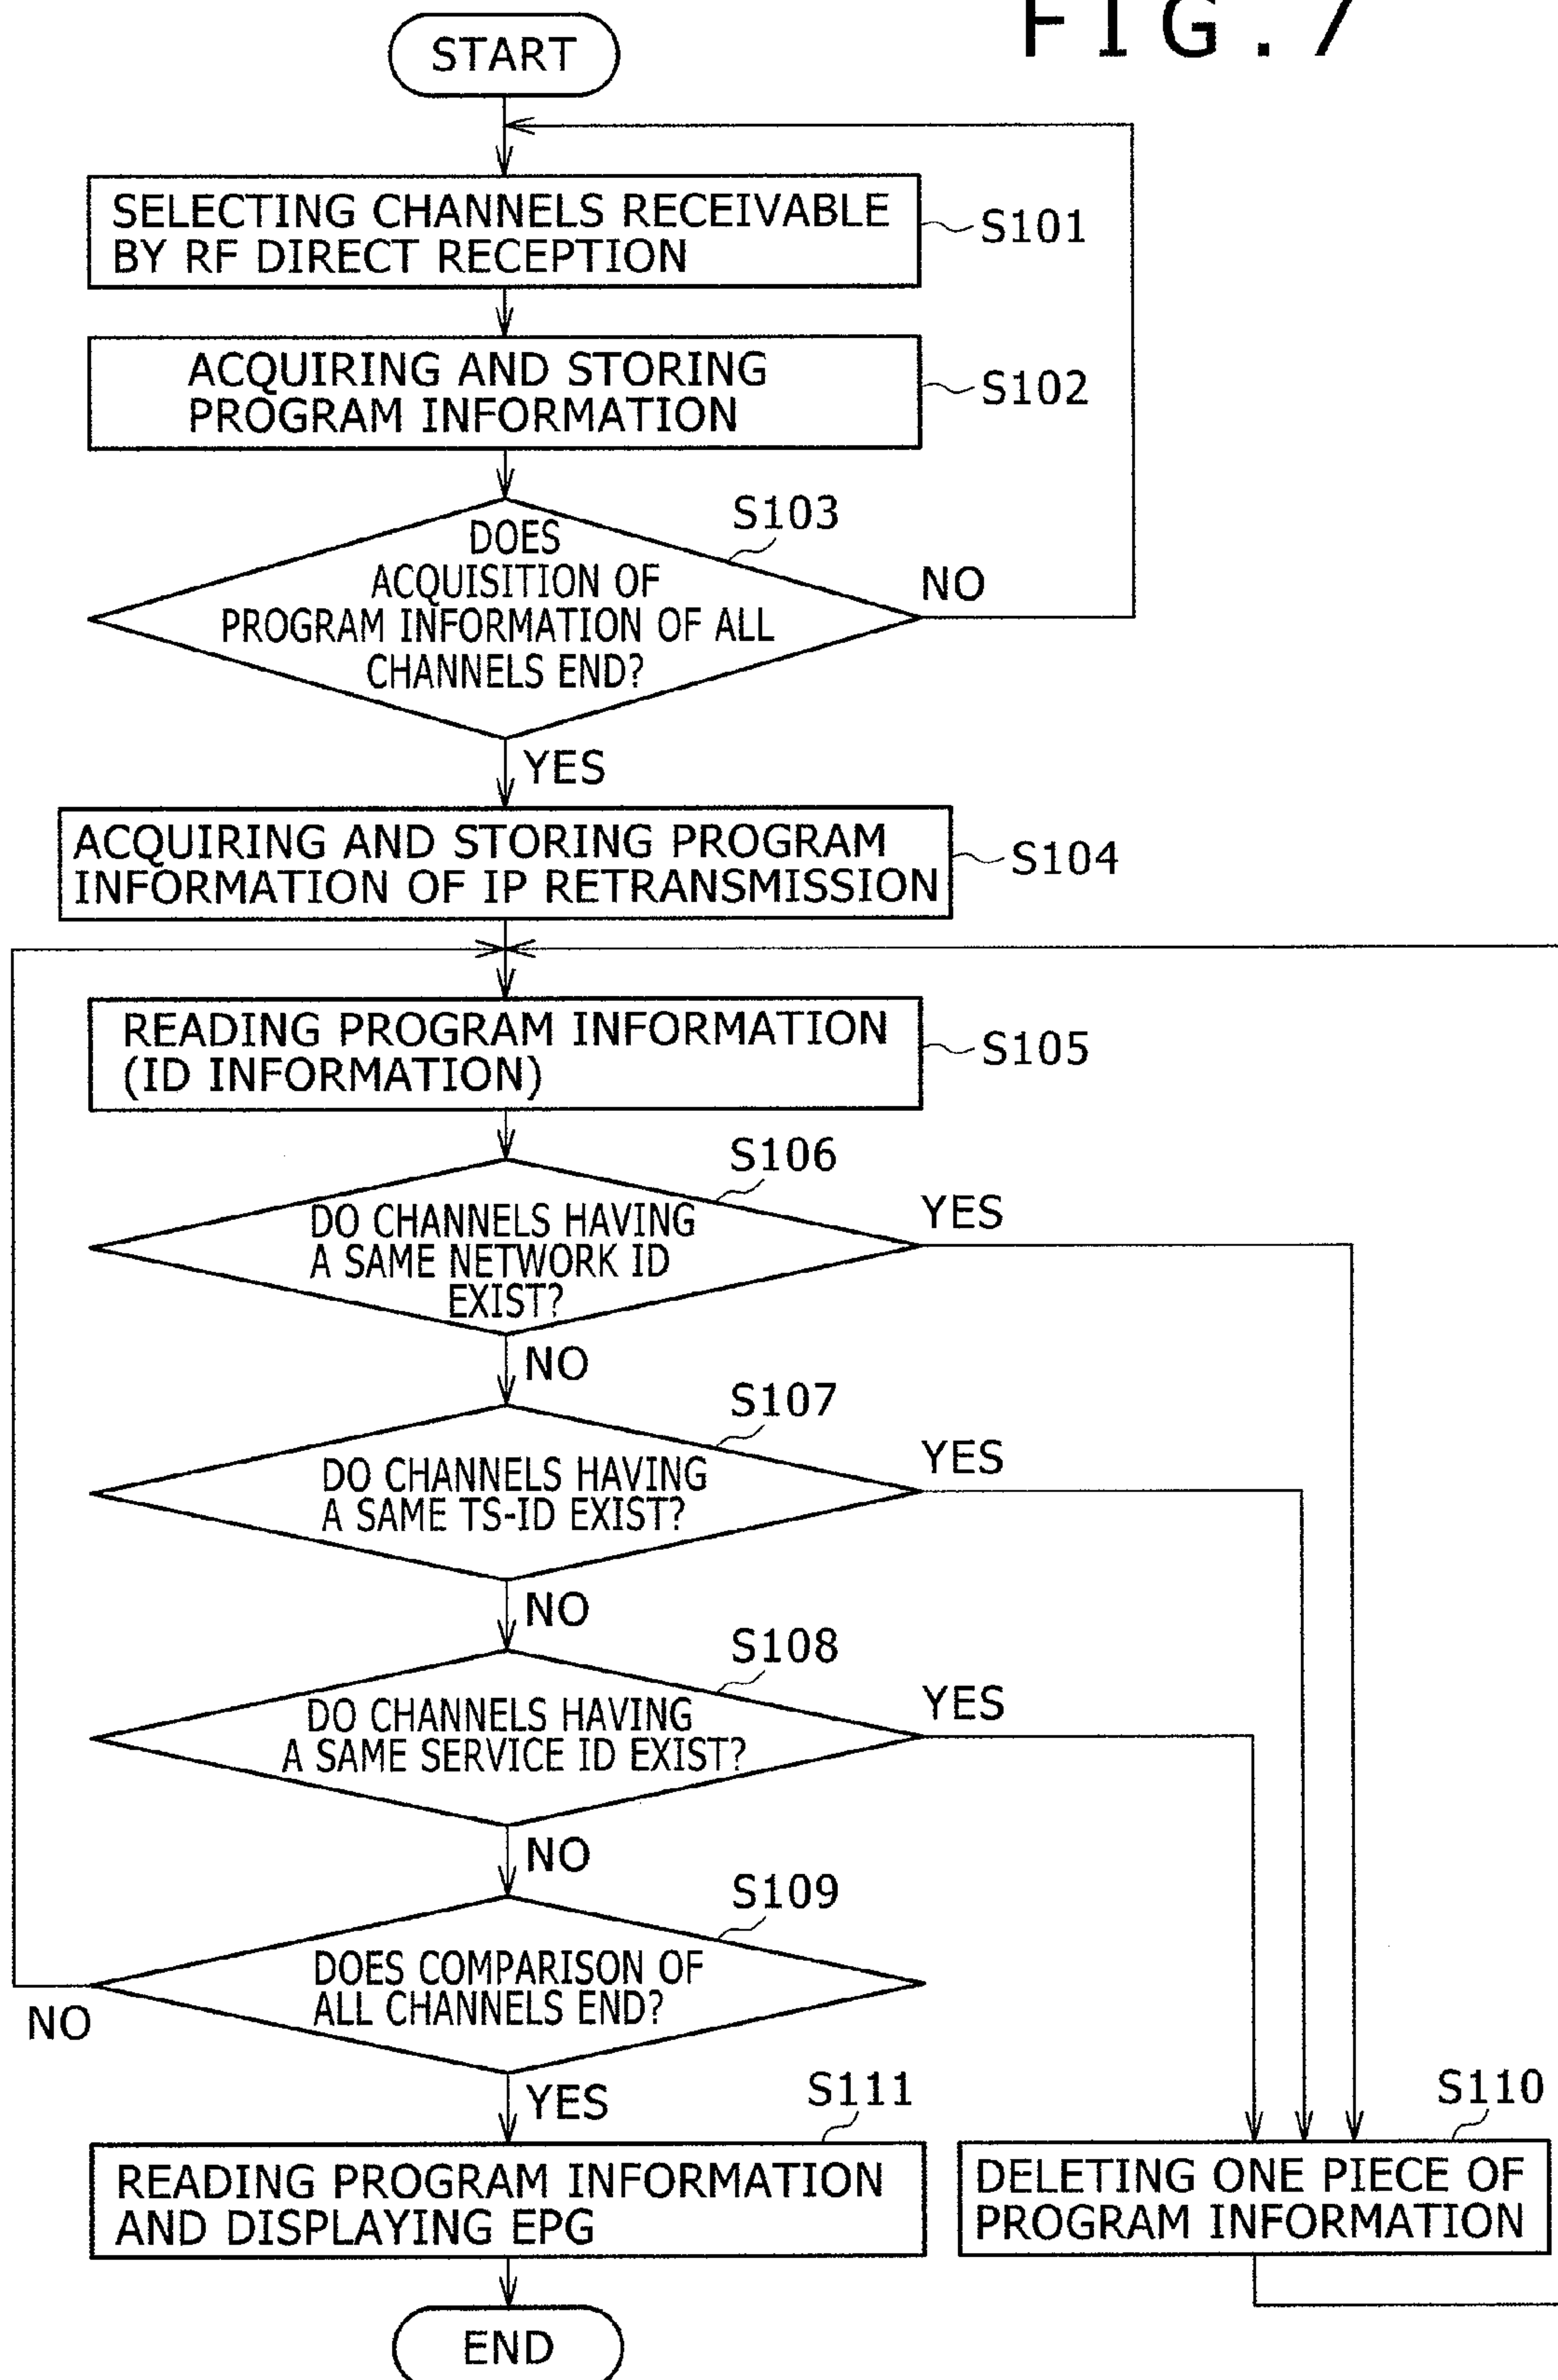 FIG.7
START
SELECTING CHANNELS RECEIVABLE
BY RF DIRECT RECEPTION
S101
ACQUIRING AND STORING
PROGRAM INFORMATION
S102
S103
DOES
ACQUISITION OF
PROGRAM INFORMATION OF ALL
CHANNELS END?
NO
YES
ACQUIRING AND STORING PROGRAM
INFORMATION OF IP RETRANSMISSION
S104
READING PROGRAM INFORMATION
(ID INFORMATION)
S105
S106
DO CHANNELS HAVING
A SAME NETWORK ID
EXIST?
YES
NO
S107
DO CHANNELS HAVING
A SAME TS-ID EXIST?
YES
NO
S108
DO CHANNELS HAVING
A SAME SERVICE ID EXIST?
YES
NO
S109
DOES COMPARISON OF
ALL CHANNELS END?
NO
YES
S111
READING PROGRAM INFORMATION
AND DISPLAYING EPG
S110
DELETING ONE PIECE OF
PROGRAM INFORMATION
END